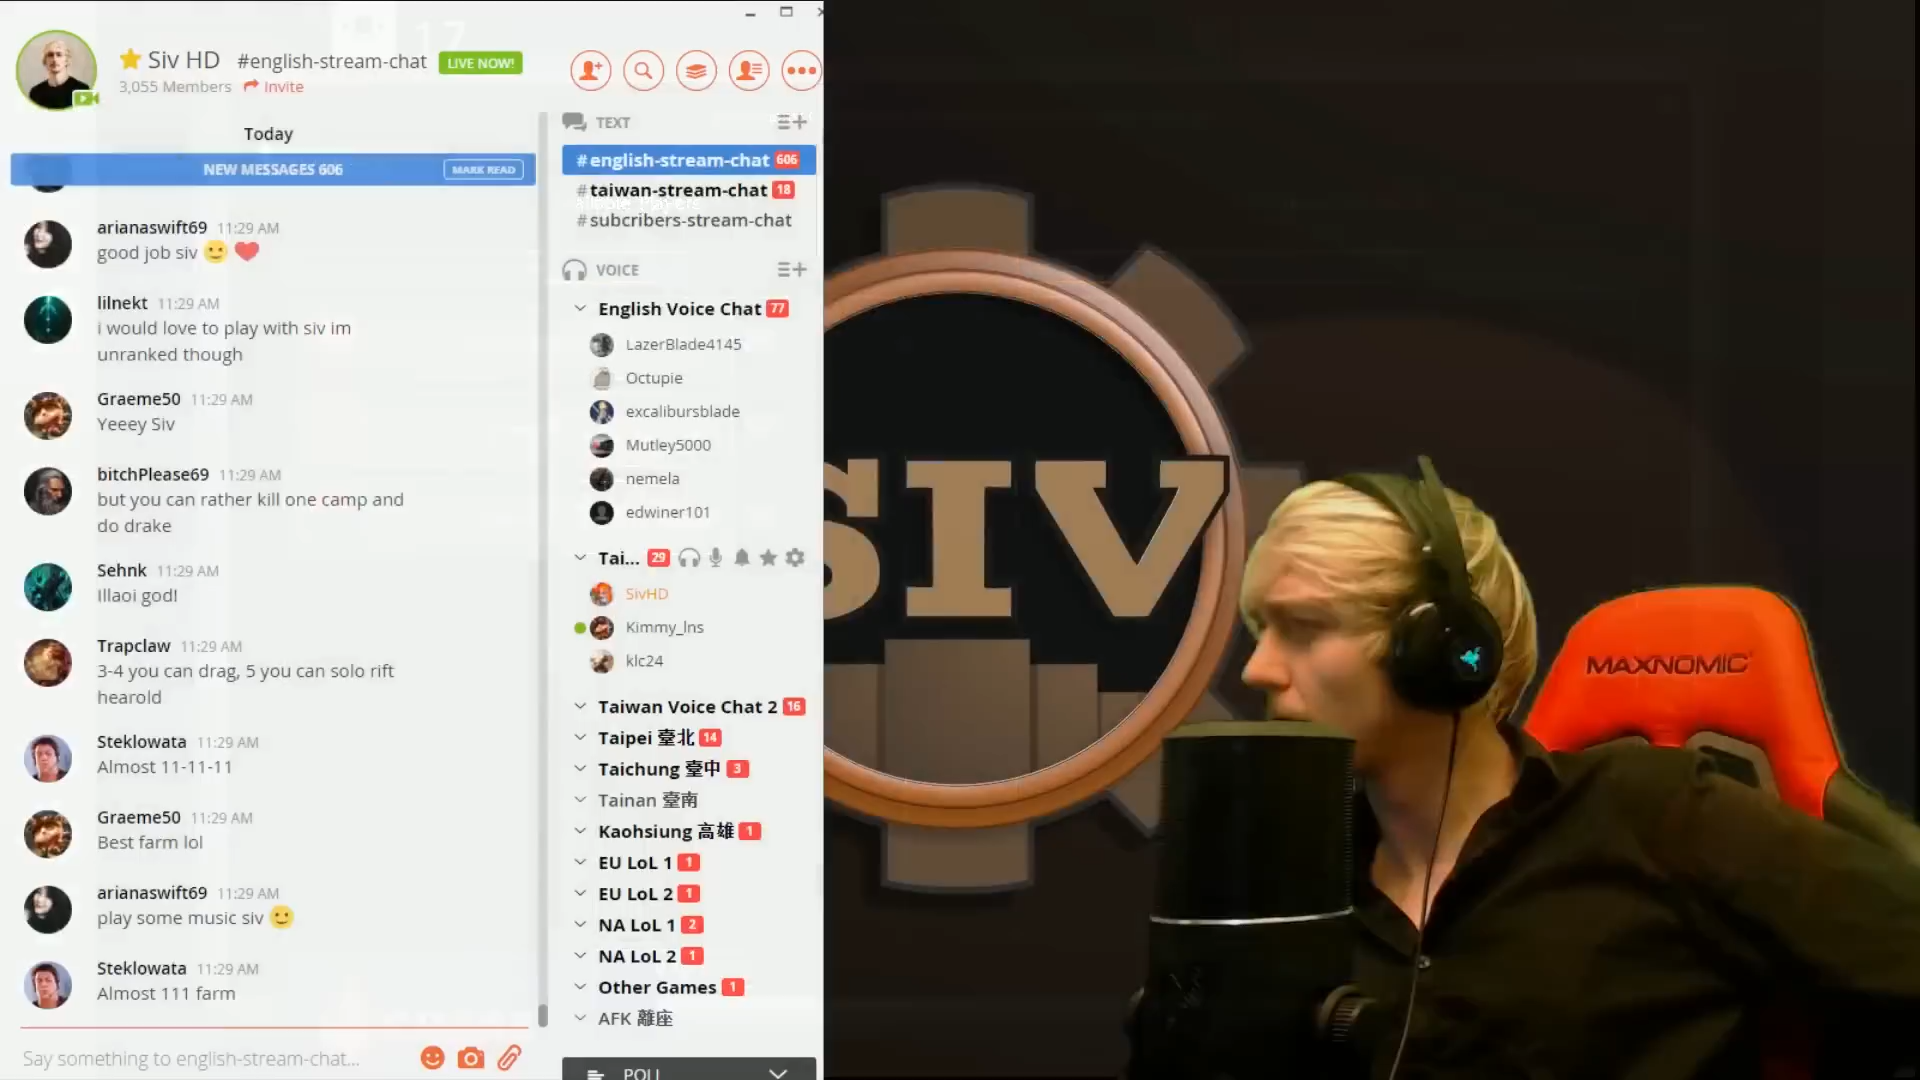 Siv HD #english-stream-chat LIVE NOW!
3,055 Members Invite
Today
NEW MESSAGES 606 MARK READ
arianaswift69 11:29 AM
good job siv
lilnekt 11:29 AM
i would love to play with siv im
unranked though
Graeme50 11:29 AM
Yeeey Siv
bitchPlease69 11:29 AM
but you can rather kill one camp and
do drake
Sehnk 11:29 AM
illaoi god!
Trapclaw 11:29 AM
3-4 you can drag, 5 you can solo rift
hearold
Steklowata 11:29 AM
Almost 11-11-11
Graeme50 11:29 AM
Best farm lol
arianaswift69 11:29 AM
play some music siv
Steklowata 11:29 AM
Almost 111 farm
Say something to english-stream-chat...
TEXT
#english-stream-chat 606
#taiwan-stream-chat 18
#subcribers-stream-chat
VOICE
English Voice Chat 77
LazerBlade4145
Octupie
excalibursblade
Mutley5000
nemela
edwiner101
Tai... 29
SivHD
Kimmy_lns
klc24
Taiwan Voice Chat 2 16
Taipei 臺北 14
Taichung 臺中 3
Tainan 臺南
Kaohsiung 高雄 1
EU LoL 1 1
EU LoL 2 1
NA LoL 1 2
NA LoL 2 1
Other Games 1
AFK 離座
POLL
17
SIV
MAXNOMIC